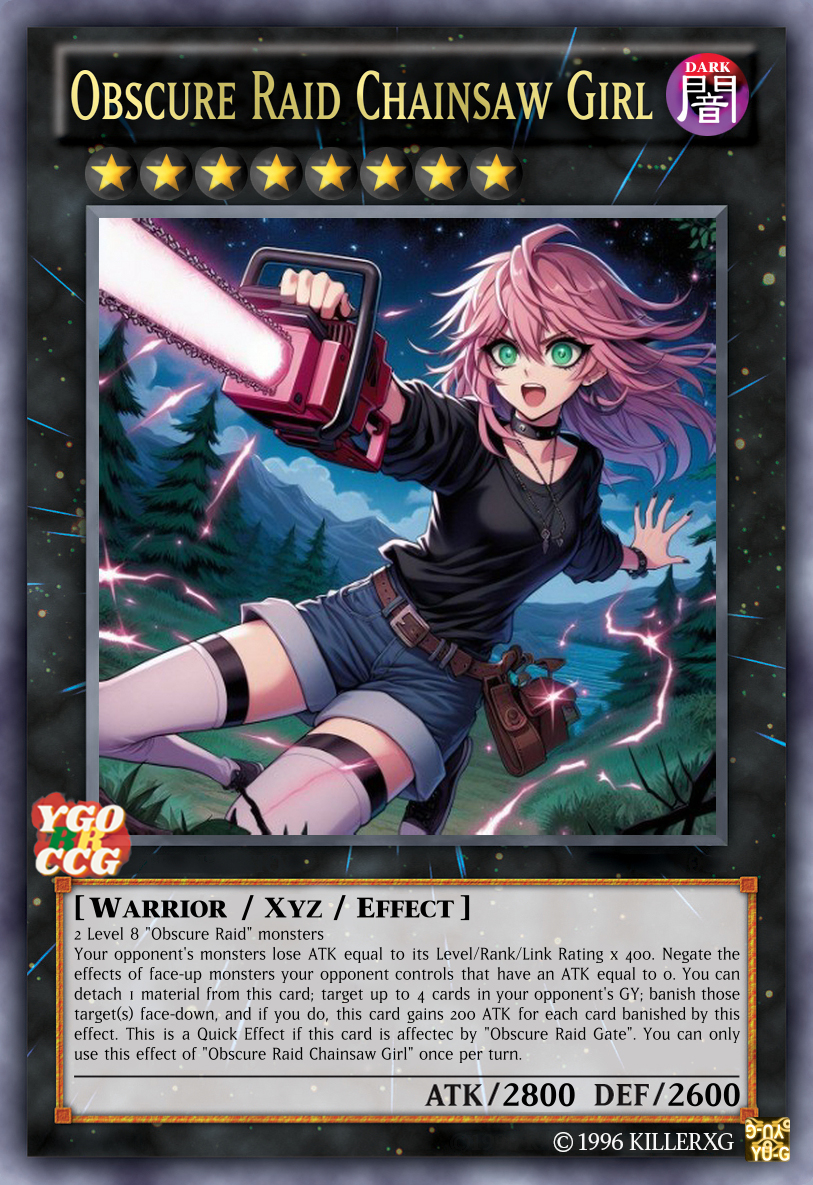 OBSCURE RAID CHAINSAW GIRL
DARK
闇
YGO
BR
CCG
[ WARRIOR / XYZ / EFFECT ]
2 Level 8 "Obscure Raid" monsters
Your opponent's monsters lose ATK equal to its Level/Rank/Link Rating x 400. Negate the
effects of face-up monsters your opponent controls that have an ATK equal to 0. You can
detach 1 material from this card; target up to 4 cards in your opponent's GY; banish those
target(s) face-down, and if you do, this card gains 200 ATK for each card banished by this
effect. This is a Quick Effect if this card is affectec by "Obscure Raid Gate". You can only
use this effect of "Obscure Raid Chainsaw Girl" once per turn.
ATK/2800 DEF/2600
© 1996 KILLERXG
YU-G